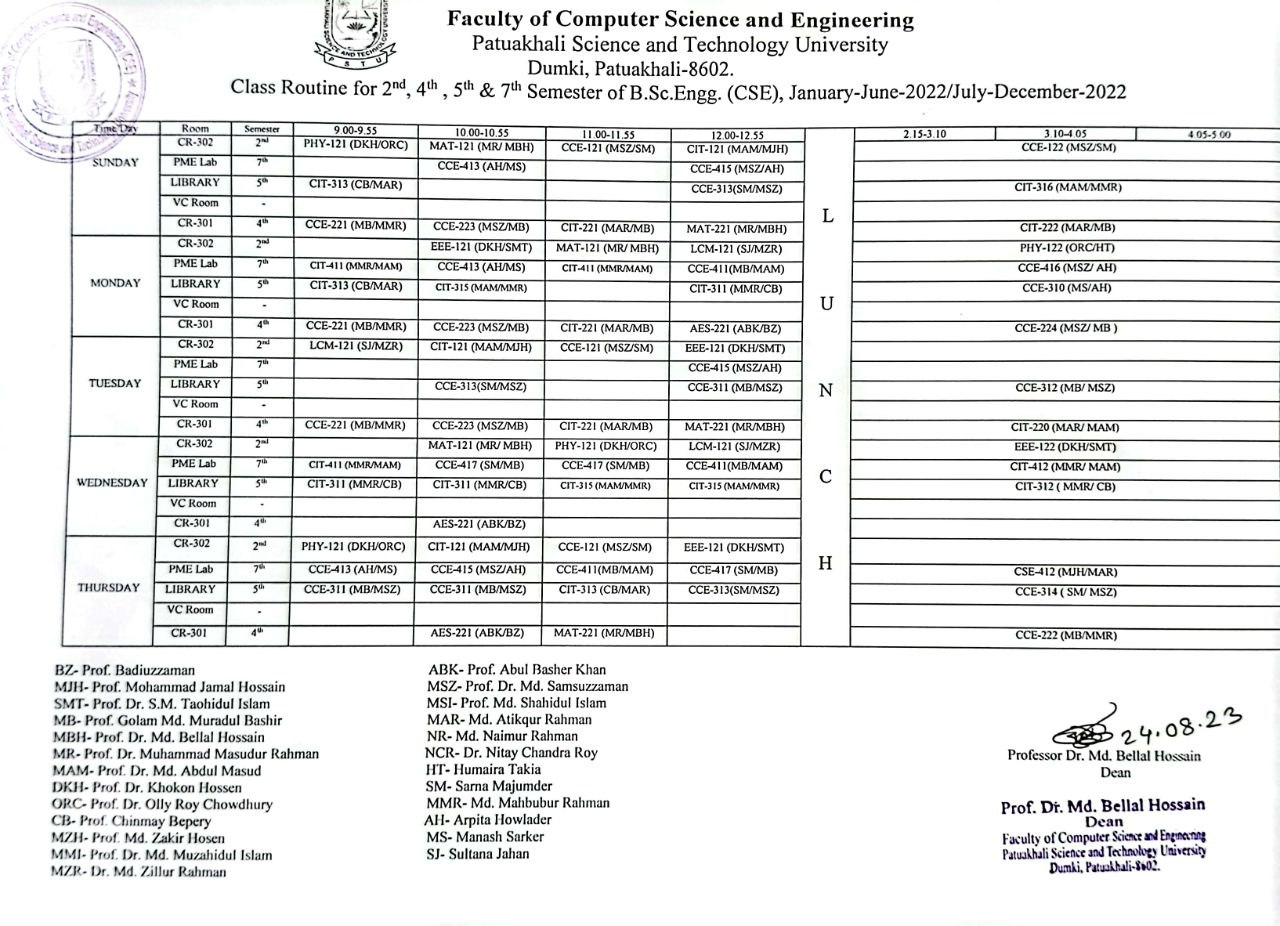 Faculty of Computer Science and Engineering
Patuakhali Science and Technology University
Dumki, Patuakhali-8602.
Class Routine for 2nd, 4th , 5th & 7th Semester of B.Sc.Engg. (CSE), January-June-2022/July-December-2022
Time/Day Room Semester 9.00-9.55 10.00-10.55 11.00-11.55 12.00-12.55 2.15-3.10 3.10-4.05 4.05-5.00
SUNDAY CR-302 2nd PHY-121 (DKH/ORC) MAT-121 (MR/ MBH) CCE-121 (MSZ/SM) CIT-121 (MAM/MJH) CCE-122 (MSZ/SM)
PME Lab 7th CCE-413 (AH/MS) CCE-415 (MSZ/AH)
LIBRARY 5th CIT-313 (CB/MAR) CCE-313(SM/MSZ) CIT-316 (MAM/MMR)
VC Room -
CR-301 4th CCE-221 (MB/MMR) CCE-223 (MSZ/MB) CIT-221 (MAR/MB) MAT-221 (MR/MBH) CIT-222 (MAR/MB)
MONDAY CR-302 2nd EEE-121 (DKH/SMT) MAT-121 (MR/ MBH) LCM-121 (SJ/MZR) PHY-122 (ORC/HT)
PME Lab 7th CIT-411 (MMR/MAM) CCE-413 (AH/MS) CIT-411 (MMR/MAM) CCE-411(MB/MAM) CCE-416 (MSZ/ AH)
LIBRARY 5th CIT-313 (CB/MAR) CIT-315 (MAM/MMR) CIT-311 (MMR/CB) CCE-310 (MS/AH)
VC Room -
CR-301 4th CCE-221 (MB/MMR) CCE-223 (MSZ/MB) CIT-221 (MAR/MB) AES-221 (ABK/BZ) CCE-224 (MSZ/ MB )
TUESDAY CR-302 2nd LCM-121 (SJ/MZR) CIT-121 (MAM/MJH) CCE-121 (MSZ/SM) EEE-121 (DKH/SMT)
PME Lab 7th CCE-415 (MSZ/AH)
LIBRARY 5th CCE-313(SM/MSZ) CCE-311 (MB/MSZ) CCE-312 (MB/ MSZ)
VC Room -
CR-301 4th CCE-221 (MB/MMR) CCE-223 (MSZ/MB) CIT-221 (MAR/MB) MAT-221 (MR/MBH) CIT-220 (MAR/ MAM)
WEDNESDAY CR-302 2nd MAT-121 (MR/ MBH) PHY-121 (DKH/ORC) LCM-121 (SJ/MZR) EEE-122 (DKH/SMT)
PME Lab 7th CIT-411 (MMR/MAM) CCE-417 (SM/MB) CCE-417 (SM/MB) CCE-411(MB/MAM) CIT-412 (MMR/ MAM)
LIBRARY 5th CIT-311 (MMR/CB) CIT-311 (MMR/CB) CIT-315 (MAM/MMR) CIT-315 (MAM/MMR) CIT-312 ( MMR/ CB)
VC Room -
CR-301 4th AES-221 (ABK/BZ)
THURSDAY CR-302 2nd PHY-121 (DKH/ORC) CIT-121 (MAM/MJH) CCE-121 (MSZ/SM) EEE-121 (DKH/SMT)
PME Lab 7th CCE-413 (AH/MS) CCE-415 (MSZ/AH) CCE-411(MB/MAM) CCE-417 (SM/MB) CSE-412 (MJH/MAR)
LIBRARY 5th CCE-311 (MB/MSZ) CCE-311 (MB/MSZ) CIT-313 (CB/MAR) CCE-313(SM/MSZ) CCE-314 ( SM/ MSZ)
VC Room -
CR-301 4th AES-221 (ABK/BZ) MAT-221 (MR/MBH) CCE-222 (MB/MMR)
L
U
N
C
H
BZ- Prof. Badiuzzaman
MJH- Prof. Mohammad Jamal Hossain
SMT- Prof. Dr. S.M. Taohidul Islam
MB- Prof. Golam Md. Muradul Bashir
MBH- Prof. Dr. Md. Bellal Hossain
MR- Prof. Dr. Muhammad Masudur Rahman
MAM- Prof. Dr. Md. Abdul Masud
DKH- Prof. Dr. Khokon Hossen
ORC- Prof. Dr. Olly Roy Chowdhury
CB- Prof. Chinmay Bepery
MZH- Prof. Md. Zakir Hosen
MMI- Prof. Dr. Md. Muzahidul Islam
MZR- Dr. Md. Zillur Rahman
ABK- Prof. Abul Basher Khan
MSZ- Prof. Dr. Md. Samsuzzaman
MSI- Prof. Md. Shahidul Islam
MAR- Md. Atikqur Rahman
NR- Md. Naimur Rahman
NCR- Dr. Nitay Chandra Roy
HT- Humaira Takia
SM- Sarna Majumder
MMR- Md. Mahbubur Rahman
AH- Arpita Howlader
MS- Manash Sarker
SJ- Sultana Jahan
24.08.23
Professor Dr. Md. Bellal Hossain
Dean
Prof. Dr. Md. Bellal Hossain
Dean
Faculty of Computer Science and Engineering
Patuakhali Science and Technology University
Dumki, Patuakhali-8602.